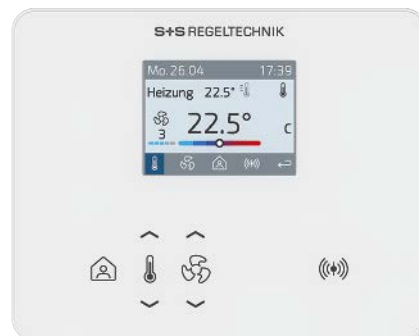 S+S REGELTECHNIK
Mo.26.04 17:39
Heizung 22.5°
22.5°
3
C